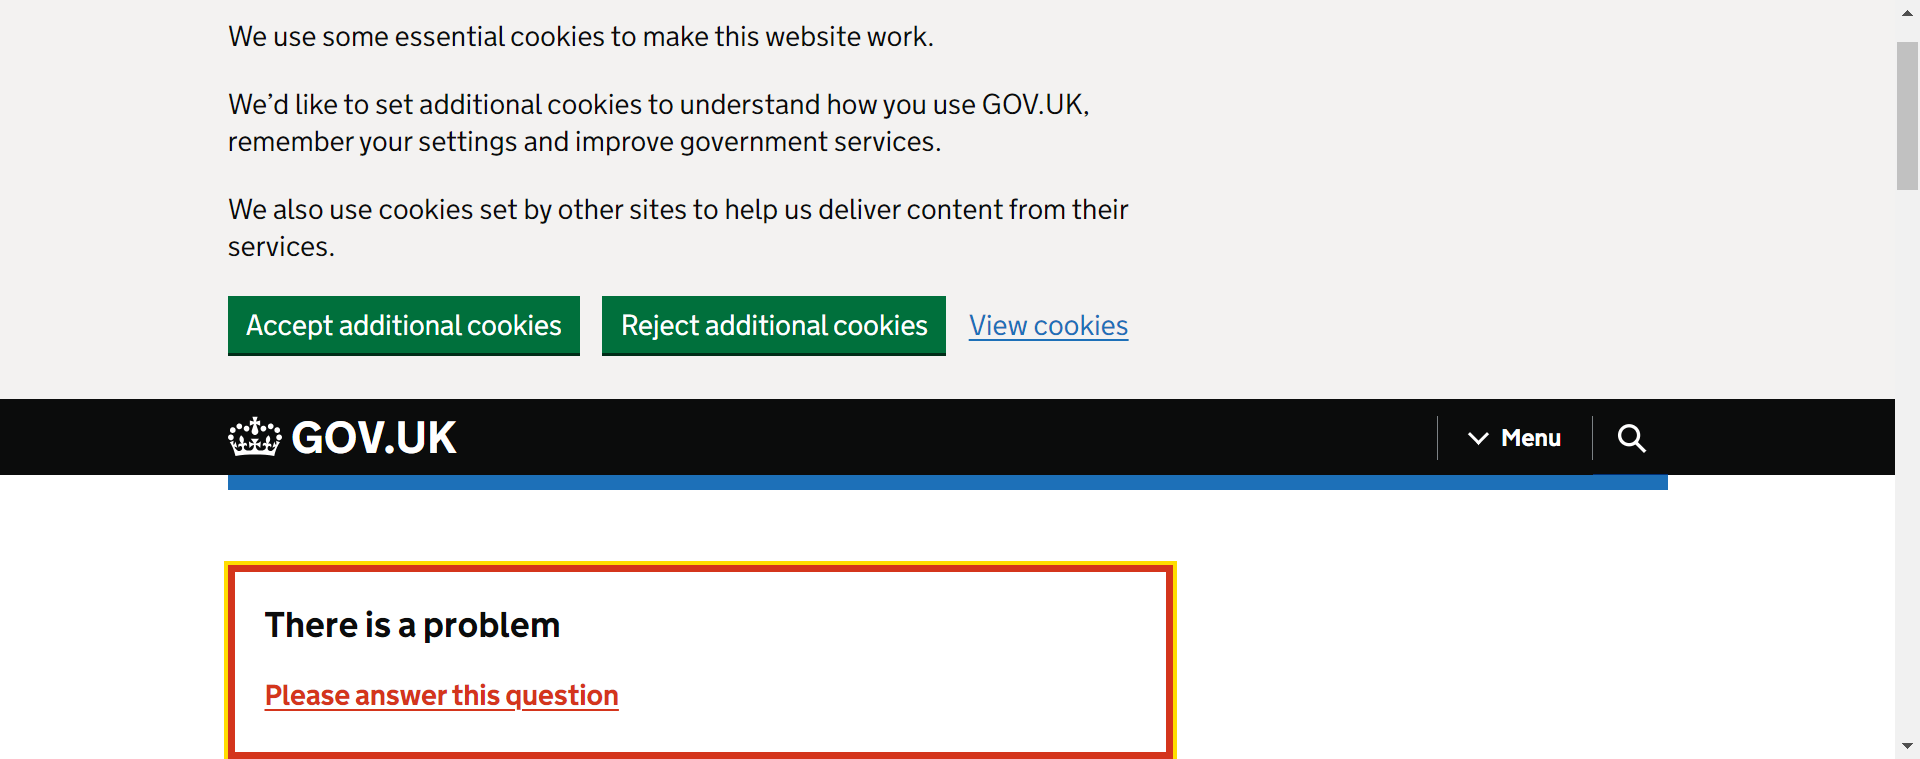 We use some essential cookies to make this website work.
We’d like to set additional cookies to understand how you use GOV.UK,
remember your settings and improve government services.
We also use cookies set by other sites to help us deliver content from their
services.
Accept additional cookies Reject additional cookies View cookies
GOV.UK Menu
There is a problem
Please answer this question